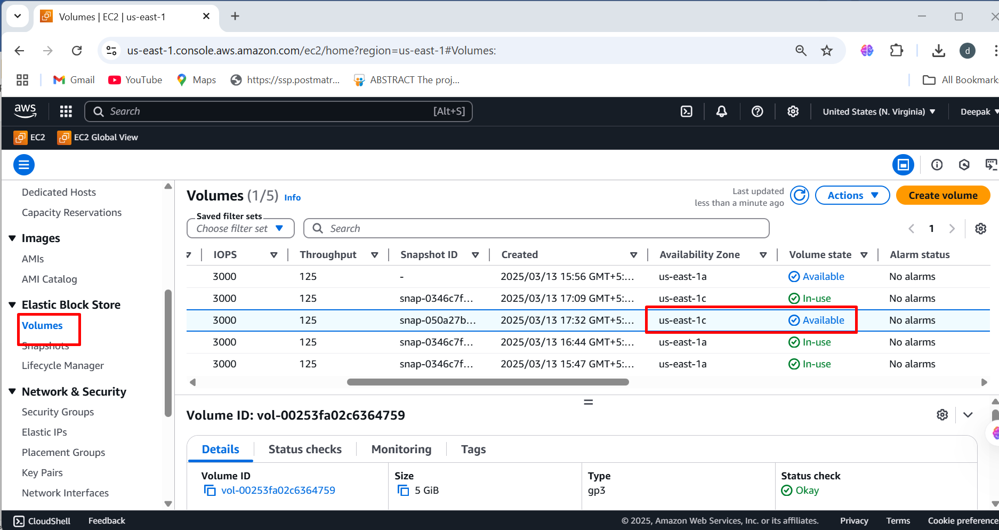 Volumes | EC2 | us-east-1
us-east-1.console.aws.amazon.com/ec2/home?region=us-east-1#Volumes:
d
Gmail
YouTube
Maps
https://ssp.postmatr...
ABSTRACT The proj...
All Bookmarks
aws
Search
[Alt+S]
United States (N. Virginia)
Deepak
EC2
EC2 Global View
Dedicated Hosts
Capacity Reservations
Images
AMIs
AMI Catalog
Elastic Block Store
Volumes
Snapshots
Lifecycle Manager
Network & Security
Security Groups
Elastic IPs
Placement Groups
Key Pairs
Network Interfaces
Volumes (1/5) Info
Last updated
less than a minute ago
Actions
Create volume
Saved filter sets
Choose filter set
Search
1
IOPS Throughput Snapshot ID Created Availability Zone Volume state Alarm status
3000 125 - 2025/03/13 15:56 GMT+5:... us-east-1a Available No alarms
3000 125 snap-0346c7f... 2025/03/13 17:09 GMT+5:... us-east-1c In-use No alarms
3000 125 snap-050a27b... 2025/03/13 17:32 GMT+5:... us-east-1c Available No alarms
3000 125 snap-0346c7f... 2025/03/13 16:44 GMT+5:... us-east-1a In-use No alarms
3000 125 snap-0346c7f... 2025/03/13 15:47 GMT+5:... us-east-1a In-use No alarms
Volume ID: vol-00253fa02c6364759
Details Status checks Monitoring Tags
Volume ID Size Type Status check
vol-00253fa02c6364759 5 GiB gp3 Okay
CloudShell Feedback © 2025, Amazon Web Services, Inc. or its affiliates. Privacy Terms Cookie preference